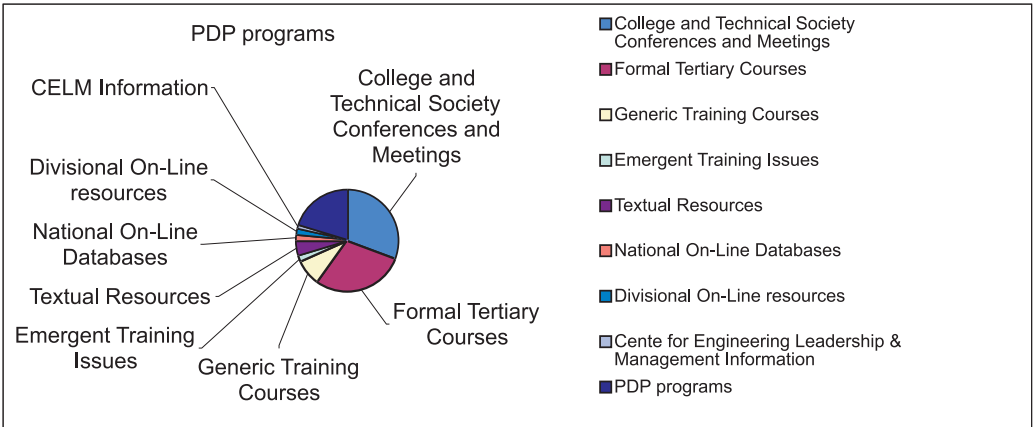 PDP programs
CELM Information
College and
Technical Society
Conferences and
Meetings
Divisional On-Line
resources
National On-Line
Databases
Textual Resources
Emergent Training
Issues
Generic Training
Courses
Formal Tertiary
Courses
College and Technical Society
Conferences and Meetings
Formal Tertiary Courses
Generic Training Courses
Emergent Training Issues
Textual Resources
National On-Line Databases
Divisional On-Line resources
Cente for Engineering Leadership &
Management Information
PDP programs